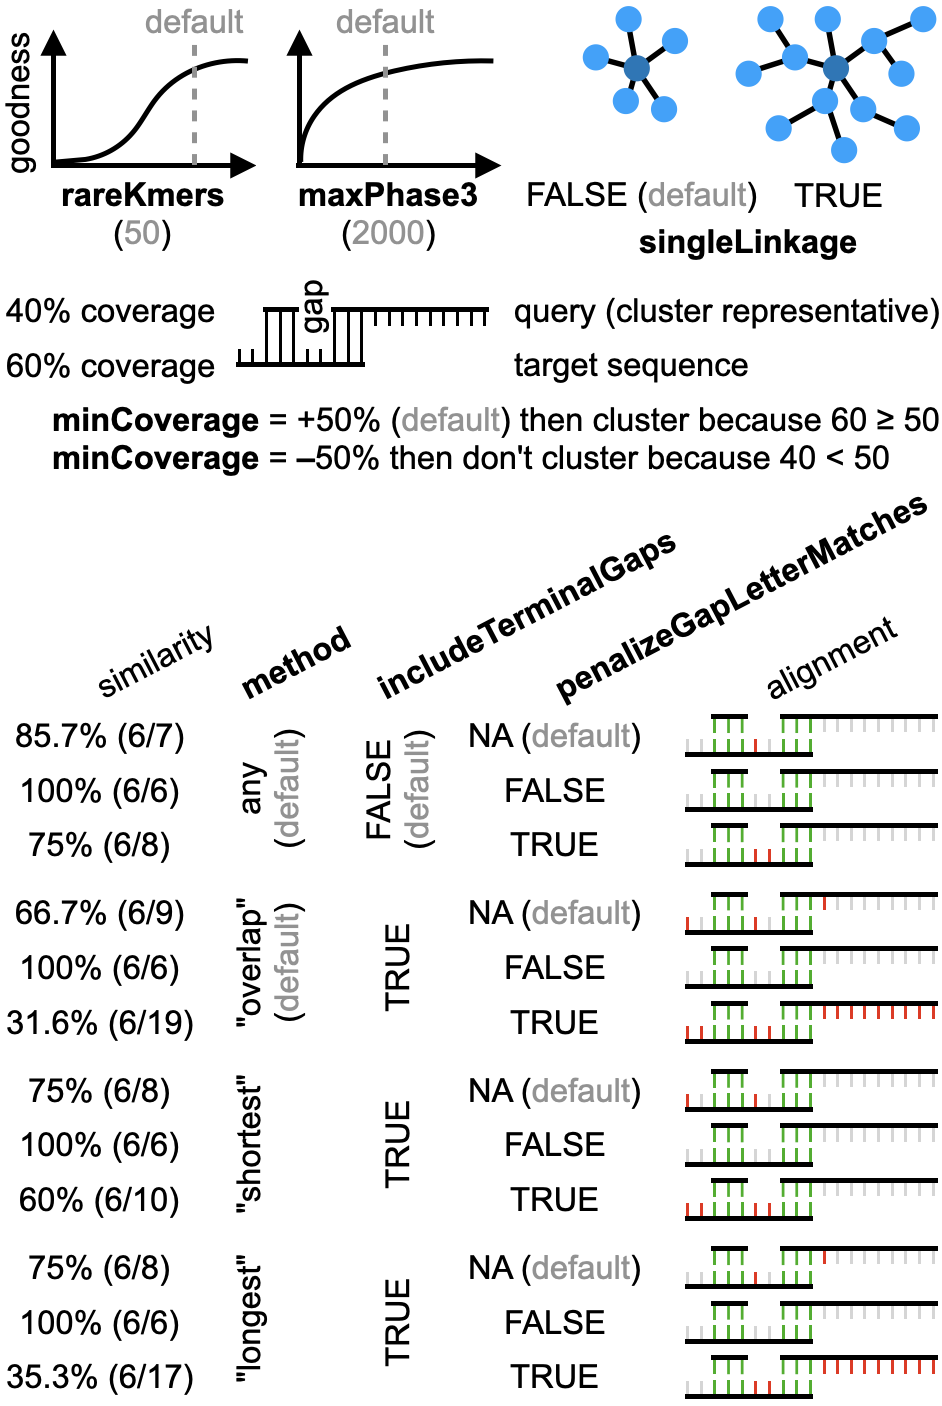 default
default
goodness
rareKmers
(50)
maxPhase3
(2000)
FALSE (default)
TRUE
singleLinkage
40% coverage
gap
query (cluster representative)
60% coverage
target sequence
minCoverage = +50% (default) then cluster because 60 ≥ 50
minCoverage = –50% then don't cluster because 40 < 50
similarity
method
includeTerminalGaps
penalizeGapLetterMatches
alignment
85.7% (6/7)
any
(default)
FALSE
(default)
NA (default)
100% (6/6)
FALSE
75% (6/8)
TRUE
66.7% (6/9)
"overlap"
(default)
TRUE
NA (default)
100% (6/6)
FALSE
31.6% (6/19)
TRUE
75% (6/8)
"shortest"
TRUE
NA (default)
100% (6/6)
FALSE
60% (6/10)
TRUE
75% (6/8)
"longest"
TRUE
NA (default)
100% (6/6)
FALSE
35.3% (6/17)
TRUE